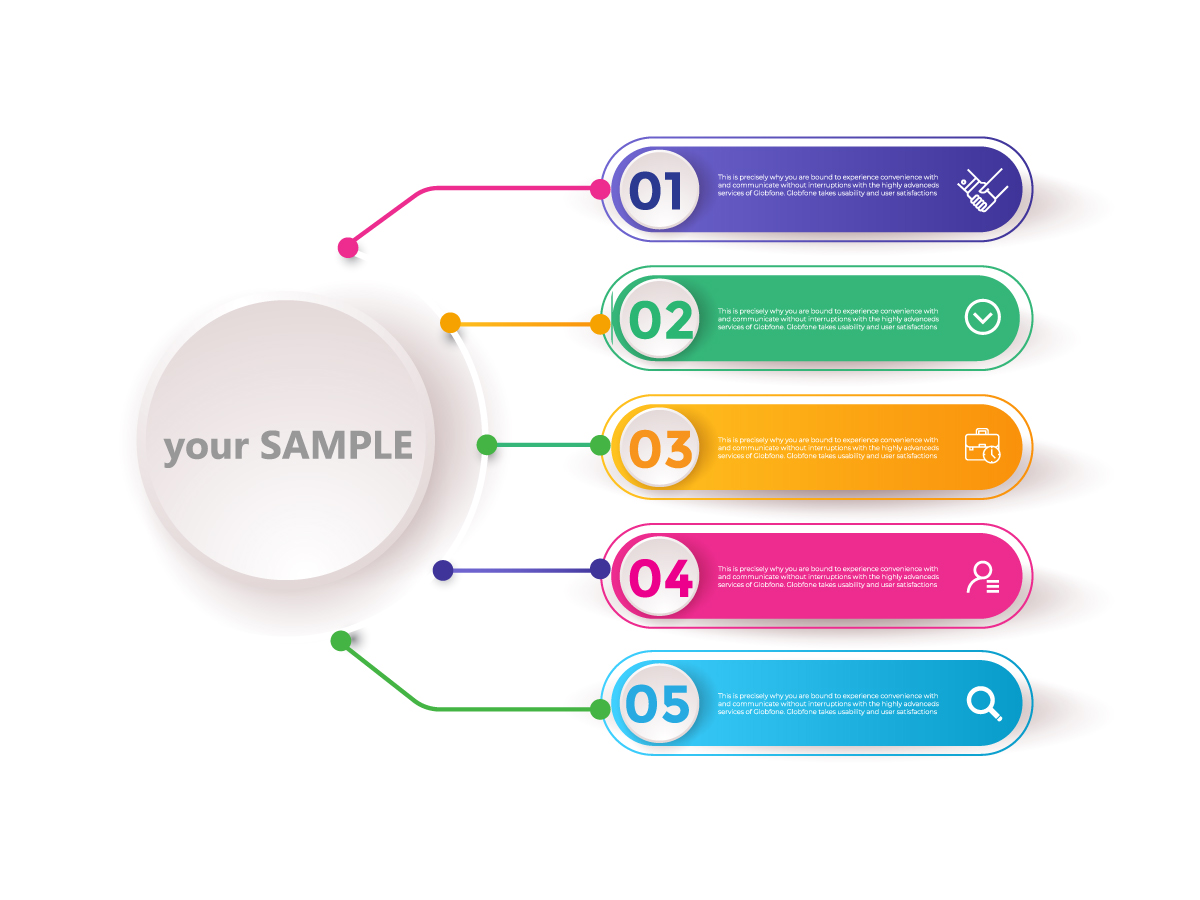 your SAMPLE
01
This is precisely why you are bound to experience convenience with
and communicate without interruptions with the highly advanceds
services of Globfone. Globfone takes usability and user satisfactions
02
This is precisely why you are bound to experience convenience with
and communicate without interruptions with the highly advanceds
services of Globfone. Globfone takes usability and user satisfactions
03
This is precisely why you are bound to experience convenience with
and communicate without interruptions with the highly advanceds
services of Globfone. Globfone takes usability and user satisfactions
04
This is precisely why you are bound to experience convenience with
and communicate without interruptions with the highly advanceds
services of Globfone. Globfone takes usability and user satisfactions
05
This is precisely why you are bound to experience convenience with
and communicate without interruptions with the highly advanceds
services of Globfone. Globfone takes usability and user satisfactions